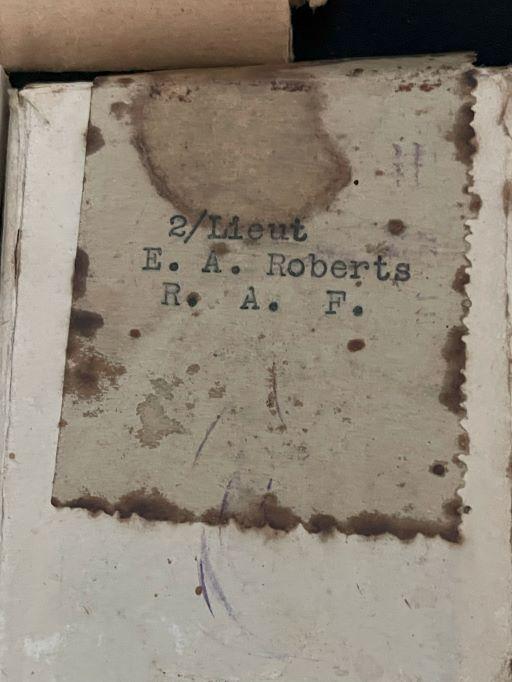 2/Lieut
E. A. Roberts
R. A. F.